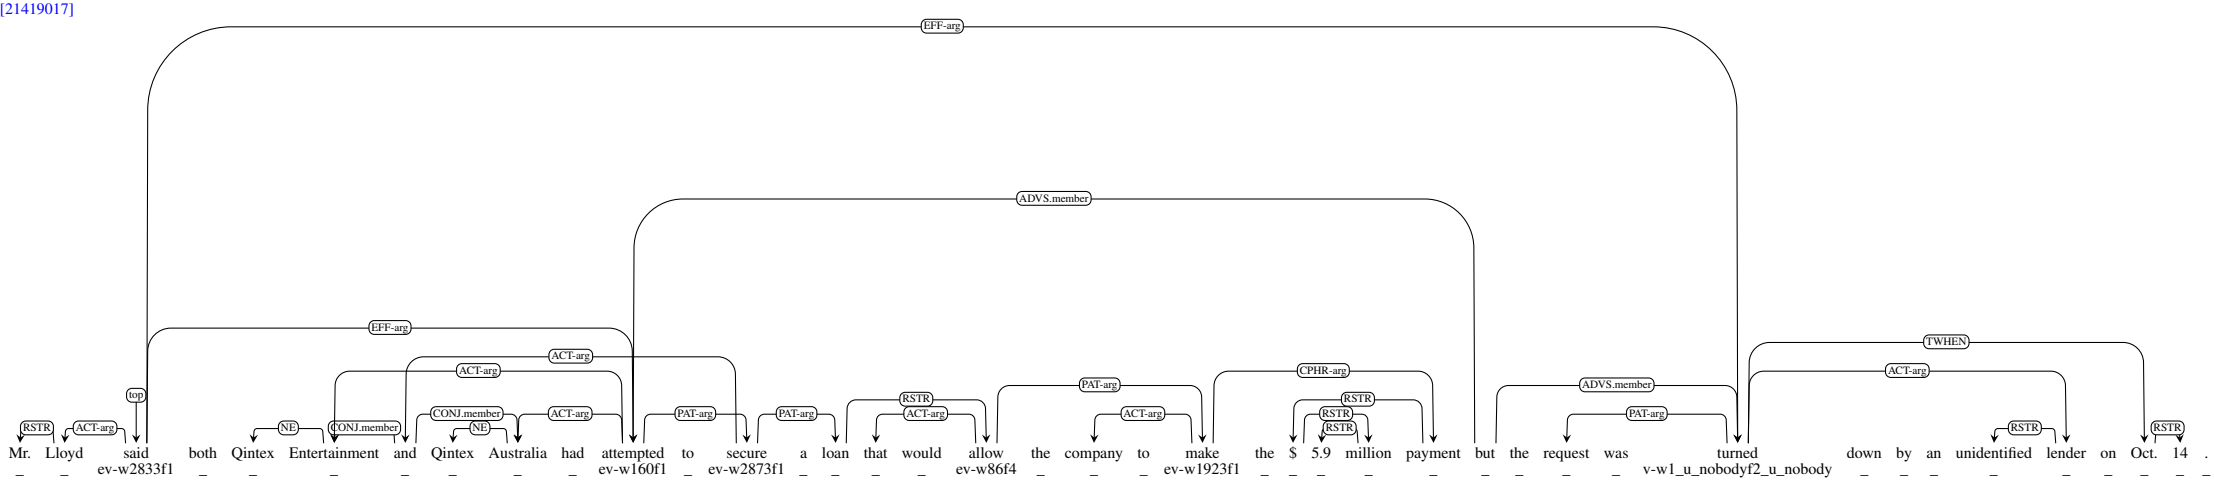 [21419017]
EFF-arg
ADVS.member
EFF-arg
TWHEN
ACT-arg
ACT-arg CPHR-arg ACT-arg
PAT-arg ADVS.member
top RSTR RSTR
CONJ.member ACT-arg PAT-arg PAT-arg ACT-arg ACT-arg RSTR PAT-arg
RSTR ACT-arg NE CONJ.member NE RSTR RSTR RSTR
Mr. Lloyd said both Qintex Entertainment and Qintex Australia had attempted to secure a loan that would allow the company to make the $ 5.9 million payment but the request was turned down by an unidentified lender on Oct. 14 .
_ _ ev-w2833f1 _ _ _ _ _ _ _ ev-w160f1 _ ev-w2873f1 _ _ _ _ ev-w86f4 _ _ _ ev-w1923f1 _ _ _ _ _ _ _ _ _ v-w1_u_nobodyf2_u_nobody _ _ _ _ _ _ _ _ _